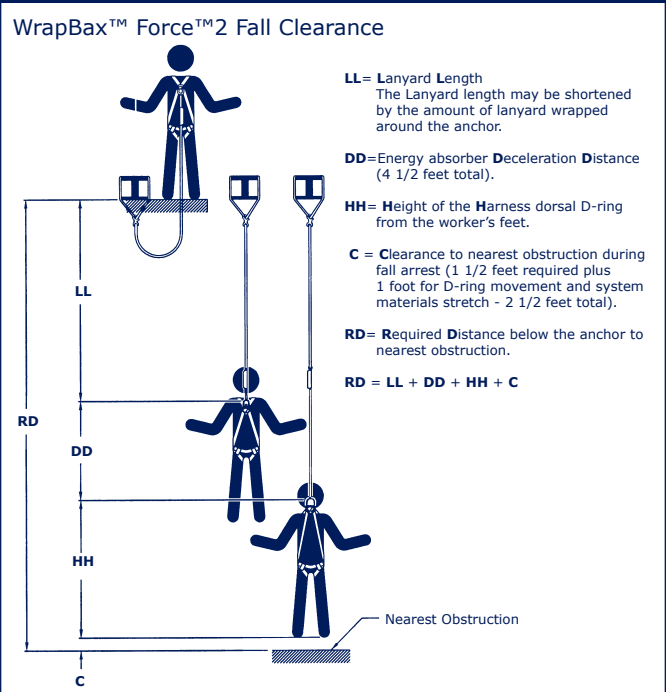 WrapBax™ Force™2 Fall Clearance
LL= Lanyard Length
The Lanyard length may be shortened
by the amount of lanyard wrapped
around the anchor.
DD=Energy absorber Deceleration Distance
(4 1/2 feet total).
HH= Height of the Harness dorsal D-ring
from the worker's feet.
C = Clearance to nearest obstruction during
fall arrest (1 1/2 feet required plus
1 foot for D-ring movement and system
materials stretch - 2 1/2 feet total).
RD= Required Distance below the anchor to
nearest obstruction.
RD = LL + DD + HH + C
LL
RD
DD
HH
Nearest Obstruction
C